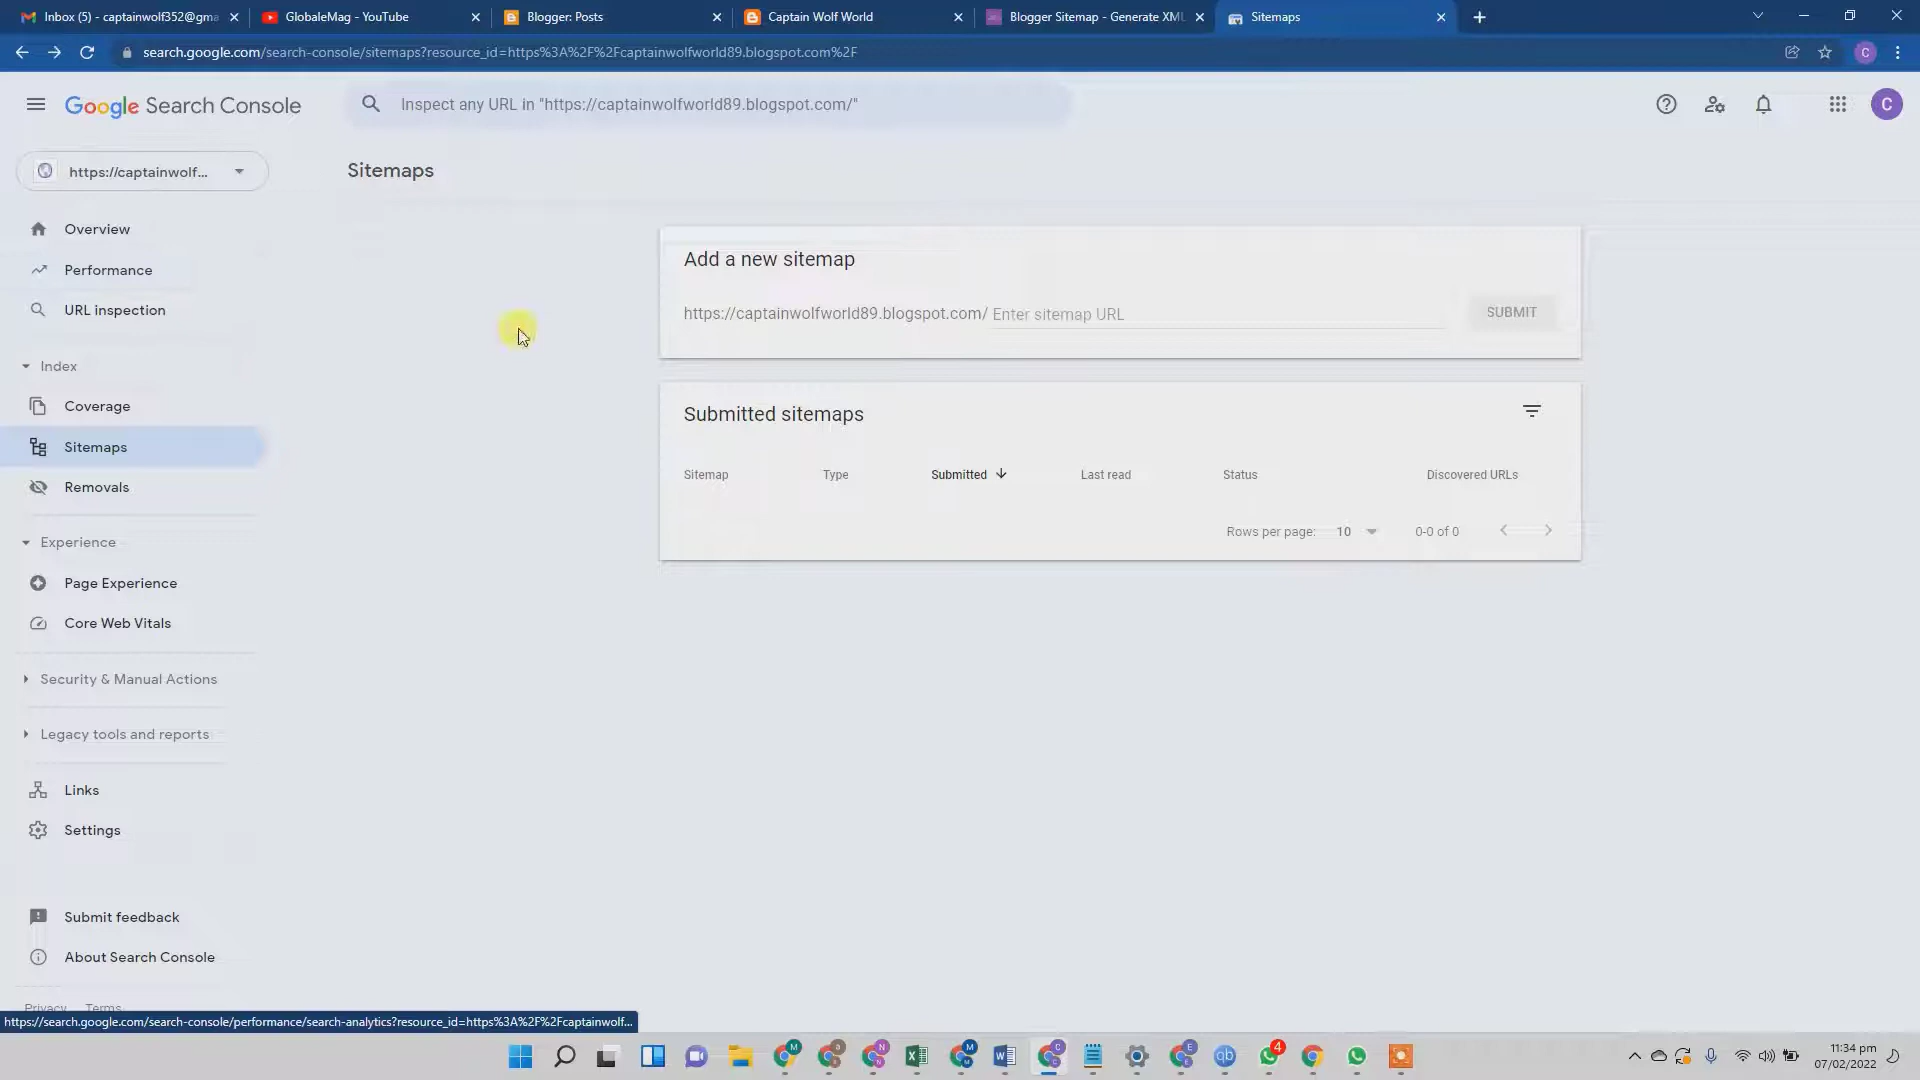 Inbox (5) - captainwolf352@gma
GlobaleMag - YouTube
Blogger: Posts
Captain Wolf World
Blogger Sitemap - Generate XML
Sitemaps
search.google.com/search-console/sitemaps?resource_id=https%3A%2F%2Fcaptainwolfworld89.blogspot.com%2F
C
Google Search Console
Inspect any URL in "https://captainwolfworld89.blogspot.com/"
C
https://captainwolf...
Sitemaps
Overview
Performance
URL inspection
Index
Coverage
Sitemaps
Removals
Experience
Page Experience
Core Web Vitals
Security & Manual Actions
Legacy tools and reports
Links
Settings
Submit feedback
About Search Console
Privacy Terms
Add a new sitemap
https://captainwolfworld89.blogspot.com/ Enter sitemap URL
SUBMIT
Submitted sitemaps
Sitemap Type Submitted Last read Status Discovered URLs
Rows per page: 10 0-0 of 0
https://search.google.com/search-console/performance/search-analytics?resource_id=https%3A%2F%2Fcaptainwolf...
M a N M C E qb 4
11:34 pm
07/02/2022